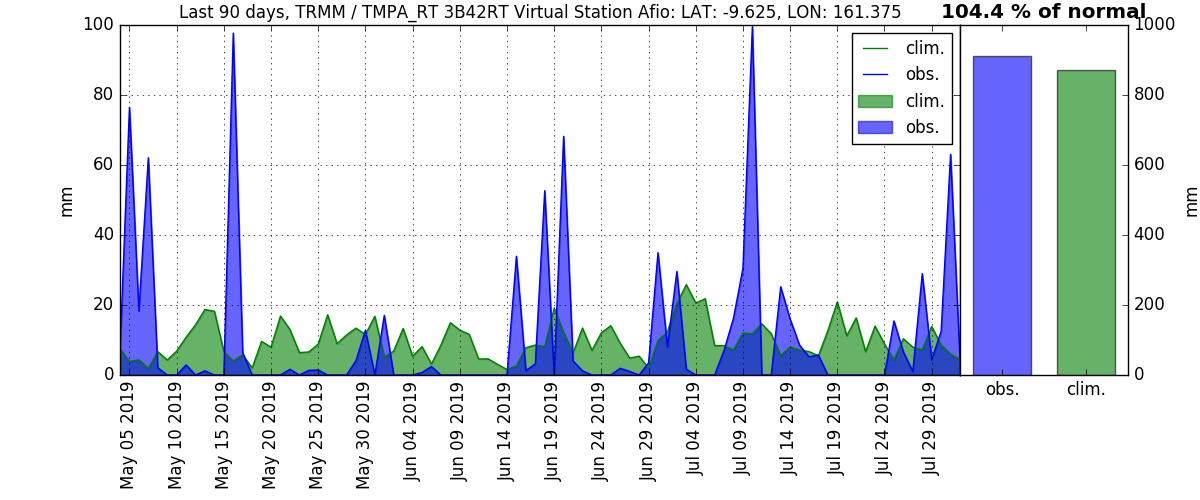 Last 90 days, TRMM / TMPA_RT 3B42RT Virtual Station Afio: LAT: -9.625, LON: 161.375
104.4 % of normal
100
80
60
40
20
0
mm
clim.
obs.
clim.
obs.
1000
800
600
400
200
0
mm
May 05 2019
May 10 2019
May 15 2019
May 20 2019
May 25 2019
May 30 2019
Jun 04 2019
Jun 09 2019
Jun 14 2019
Jun 19 2019
Jun 24 2019
Jun 29 2019
Jul 04 2019
Jul 09 2019
Jul 14 2019
Jul 19 2019
Jul 24 2019
Jul 29 2019
obs.
clim.